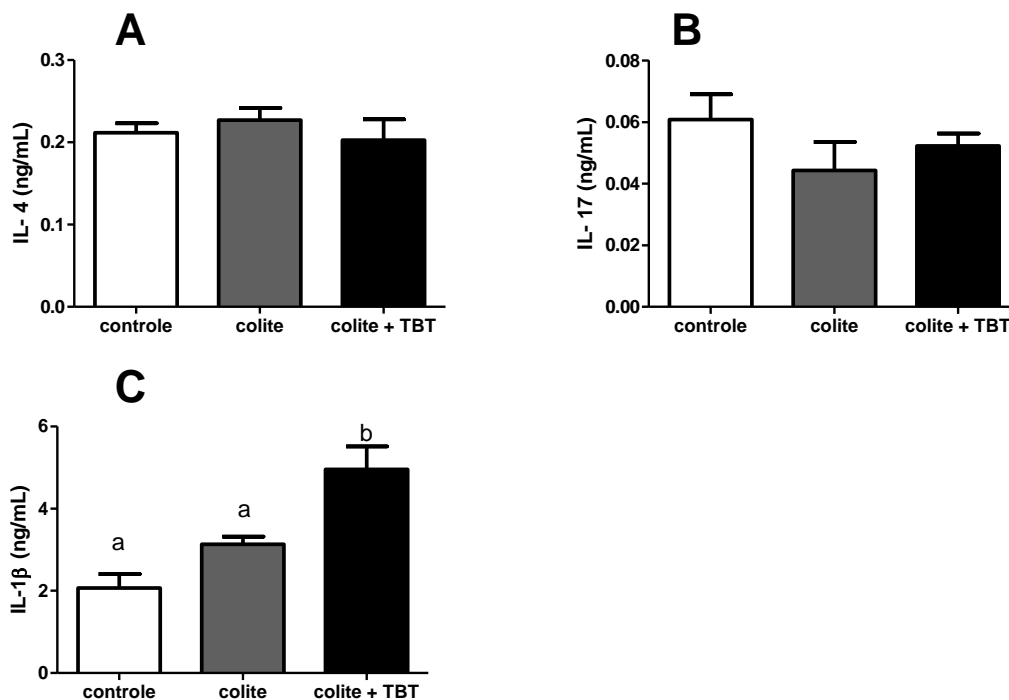 A
IL- 4 (ng/mL)
0.3
0.2
0.1
0.0
controle colite colite + TBT
B
IL- 17 (ng/mL)
0.08
0.06
0.04
0.02
0.00
controle colite colite + TBT
C
IL-1β (ng/mL)
6
4
2
0
a
a
b
controle colite colite + TBT